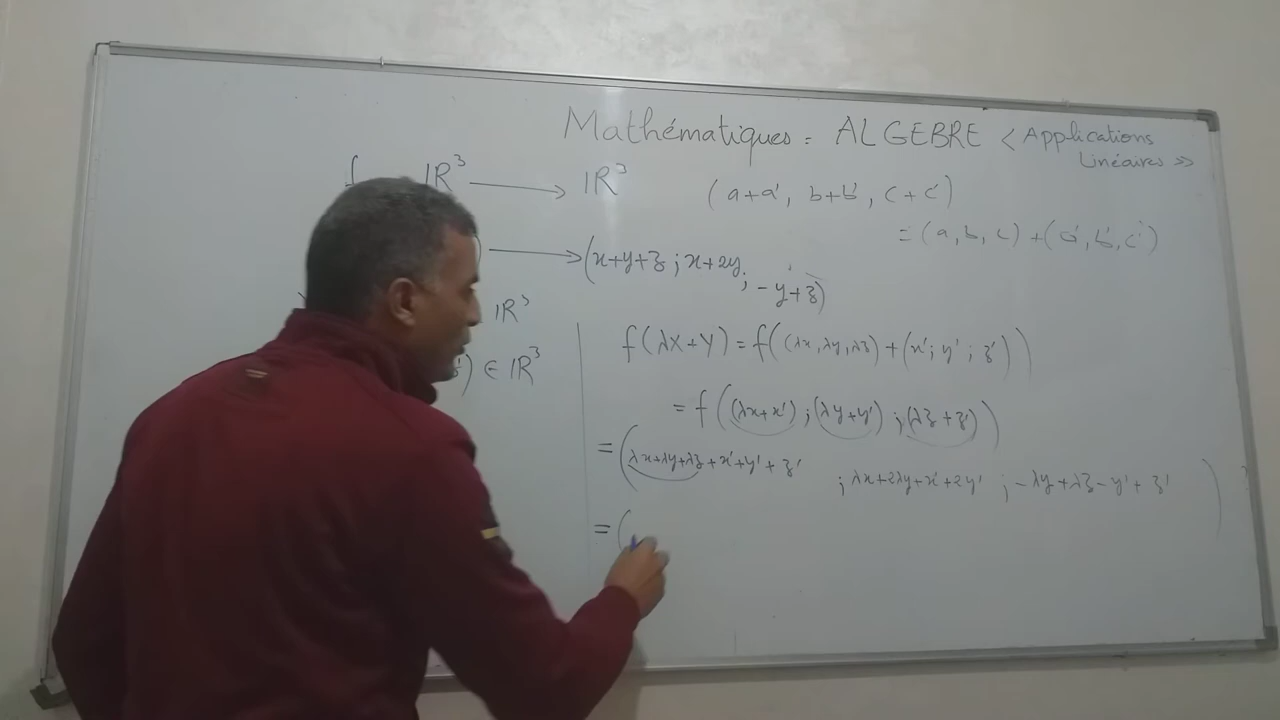 Mathématiques : ALGEBRE < Applications
Linéaires >>
f IR³ ⟶ IR³
(a+a', b+b', c+c')
= (a, b, c) + (a', b', c')
) ⟶ (x+y+z ; x+2y
; -y+z)
IR³
f(λX+Y) = f((λx, λy, λz) + (x' ; y' ; z'))
') ∈ IR³
= f((λx+x') ; (λy+y') ; (λz+z'))
= (λx+λy+λz+x'+y'+z' ; λx+2λy+x'+2y' ; -λy+λz-y'+z')
= (